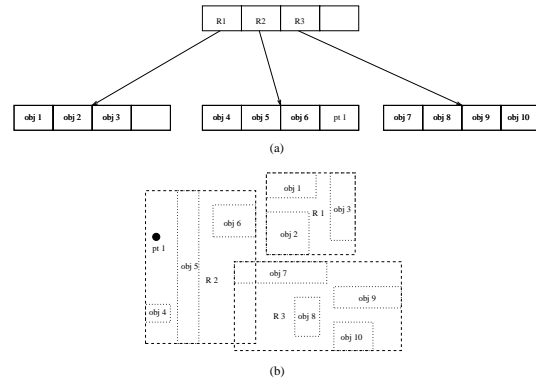 R1 R2 R3
obj 1 obj 2 obj 3 obj 4 obj 5 obj 6 pt 1 obj 7 obj 8 obj 9 obj 10
(a)
obj 1
obj 3
R 1
obj 6
obj 2
pt 1
obj 5
obj 7
R 2
obj 9
obj 4
R 3
obj 8
obj 10
(b)